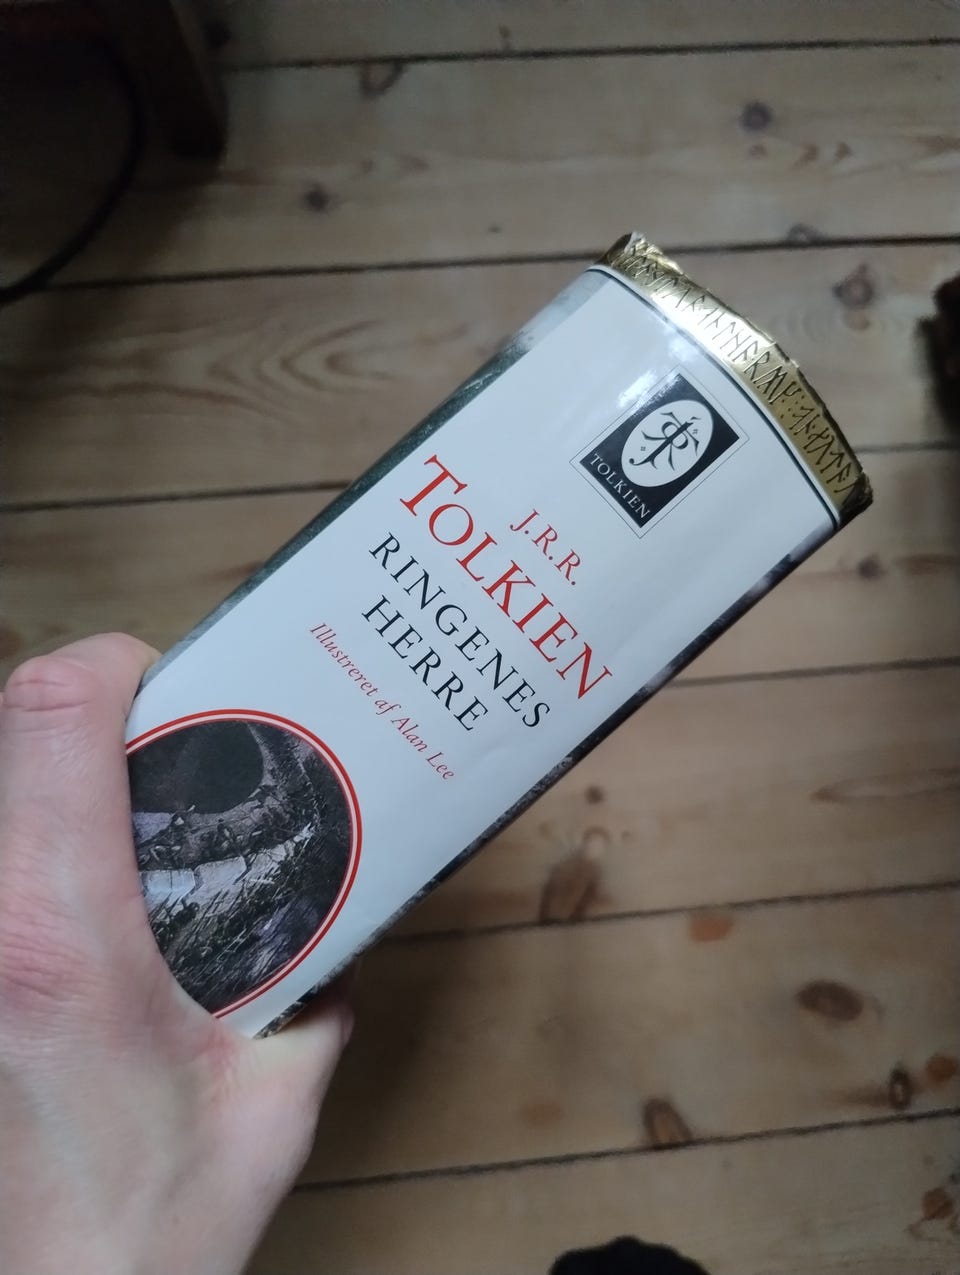 TOLKIEN
J.R.R.
TOLKIEN
RINGENES
HERRE
Illustreret af Alan Lee